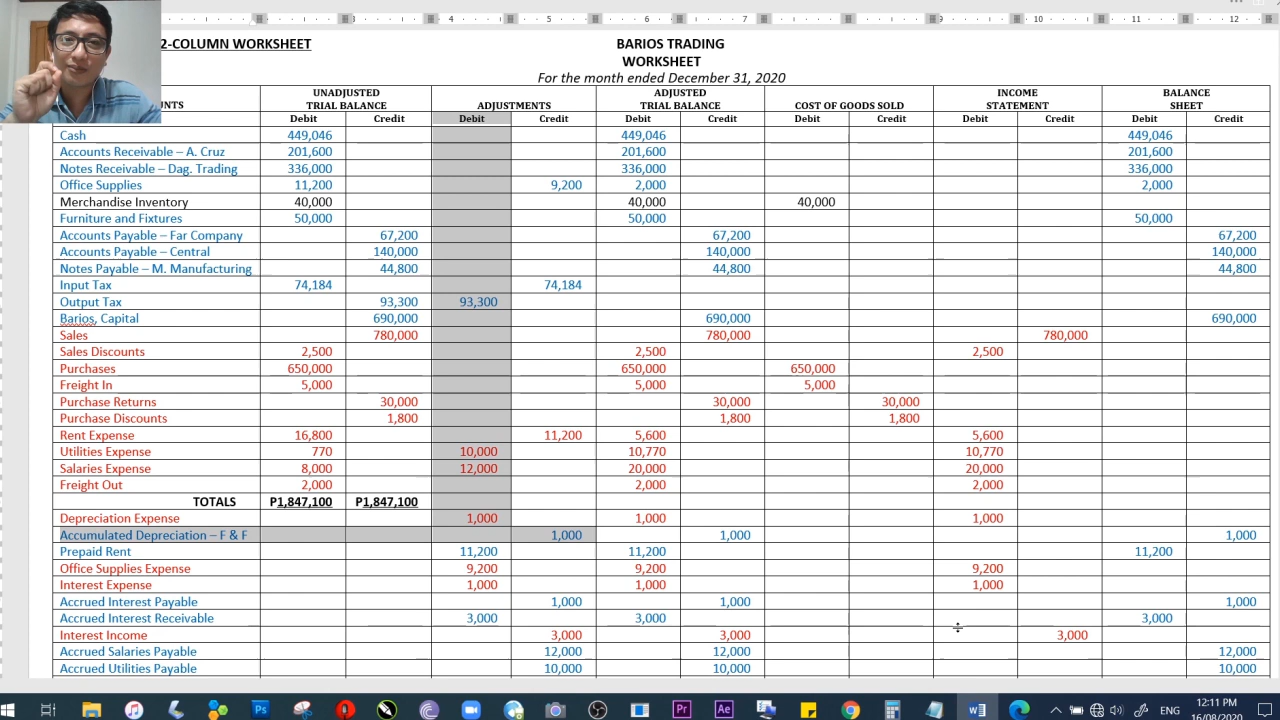 3 4 5 6 7 8 9 10 11 12
2-COLUMN WORKSHEET BARIOS TRADING
WORKSHEET
For the month ended December 31, 2020
NTS UNADJUSTED TRIAL BALANCE ADJUSTMENTS ADJUSTED TRIAL BALANCE COST OF GOODS SOLD INCOME STATEMENT BALANCE SHEET
Debit Credit Debit Credit Debit Credit Debit Credit Debit Credit Debit Credit
Cash 449,046 449,046 449,046
Accounts Receivable – A. Cruz 201,600 201,600 201,600
Notes Receivable – Dag. Trading 336,000 336,000 336,000
Office Supplies 11,200 9,200 2,000 2,000
Merchandise Inventory 40,000 40,000 40,000
Furniture and Fixtures 50,000 50,000 50,000
Accounts Payable – Far Company 67,200 67,200 67,200
Accounts Payable – Central 140,000 140,000 140,000
Notes Payable – M. Manufacturing 44,800 44,800 44,800
Input Tax 74,184 74,184
Output Tax 93,300 93,300
Barios, Capital 690,000 690,000 690,000
Sales 780,000 780,000 780,000
Sales Discounts 2,500 2,500 2,500
Purchases 650,000 650,000 650,000
Freight In 5,000 5,000 5,000
Purchase Returns 30,000 30,000 30,000
Purchase Discounts 1,800 1,800 1,800
Rent Expense 16,800 11,200 5,600 5,600
Utilities Expense 770 10,000 10,770 10,770
Salaries Expense 8,000 12,000 20,000 20,000
Freight Out 2,000 2,000 2,000
TOTALS P1,847,100 P1,847,100
Depreciation Expense 1,000 1,000 1,000
Accumulated Depreciation – F & F 1,000 1,000 1,000
Prepaid Rent 11,200 11,200 11,200
Office Supplies Expense 9,200 9,200 9,200
Interest Expense 1,000 1,000 1,000
Accrued Interest Payable 1,000 1,000 1,000
Accrued Interest Receivable 3,000 3,000 3,000
Interest Income 3,000 3,000 3,000
Accrued Salaries Payable 12,000 12,000 12,000
Accrued Utilities Payable 10,000 10,000 10,000
Ps Pr Ae ENG 12:11 PM
16/08/2020